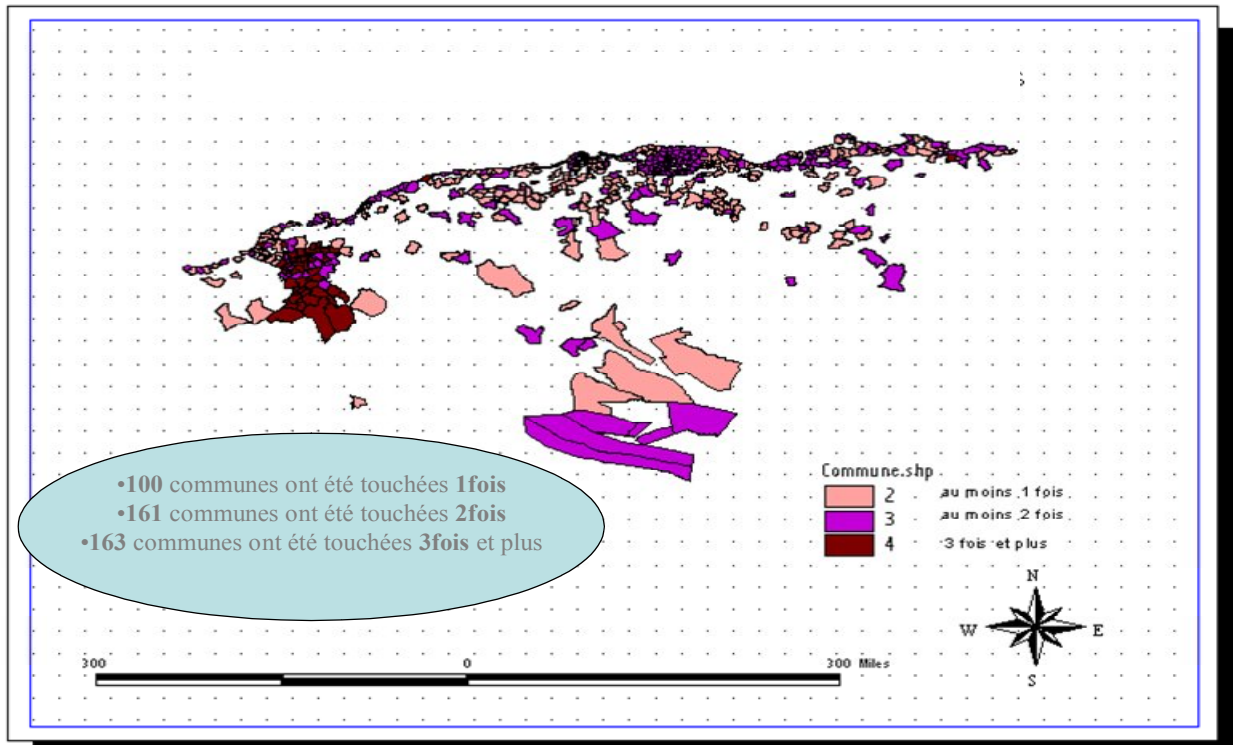 •100 communes ont été touchées 1fois
•161 communes ont été touchées 2fois
•163 communes ont été touchées 3fois et plus
Commune.shp
2 au moins 1 fois
3 au moins 2 fois
4 3 fois et plus
N
W E
S
300 0 300 Miles